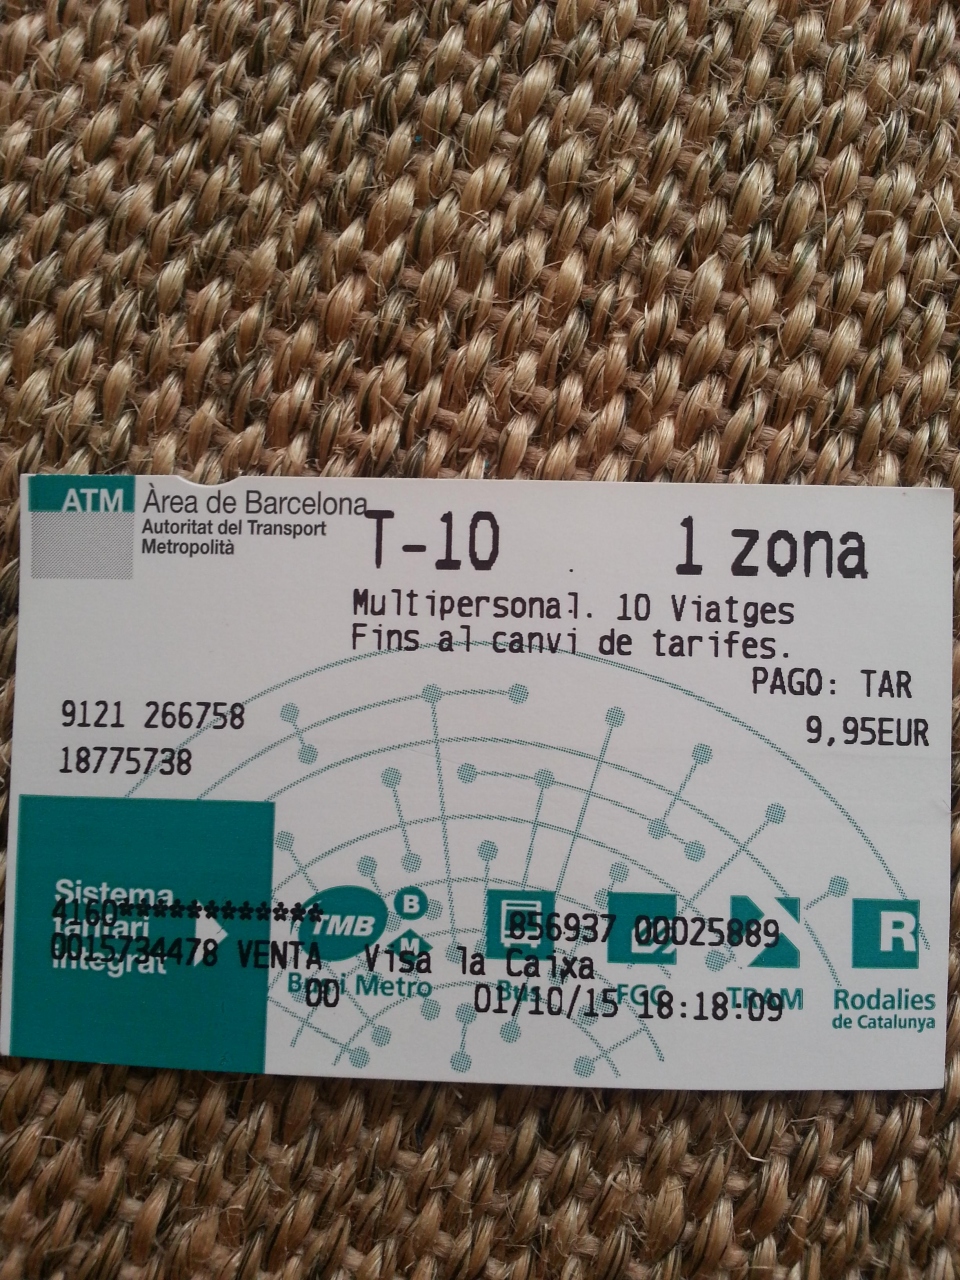 ATM Àrea de Barcelona
Autoritat del Transport
Metropolità
T-10 1 zona
Multipersonal. 10 Viatges
Fins al canvi de tarifes.
PAGO: TAR
9121 266758
9,95EUR
18775738
Sistema
tarifari
integrat
4160************ 856937 00025889
0015734478 VENTA Visa la Caixa
00 01/10/15 18:18:09
TMB
B
M
R
Metro
Bus
FGC
TRAM
Rodalies
de Catalunya